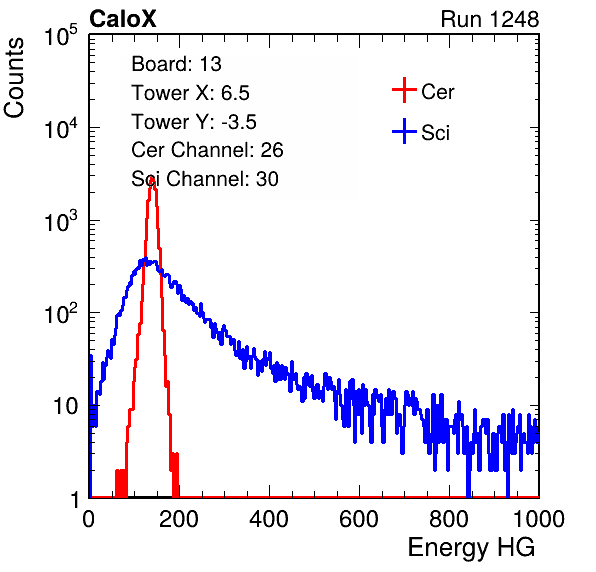 CaloX Run 1248
Counts
Board: 13
Tower X: 6.5
Tower Y: -3.5
Cer Channel: 26
Sci Channel: 30
Cer
Sci
10^5
10^4
10^3
10^2
10
1
0 200 400 600 800 1000
Energy HG